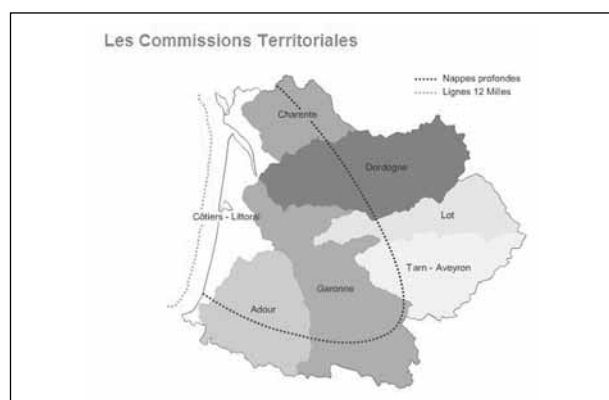 Les Commissions Territoriales
Nappes profondes
Lignes 12 Milles
Charente
Dordogne
Lot
Côtiers - Littoral
Tarn - Aveyron
Garonne
Adour